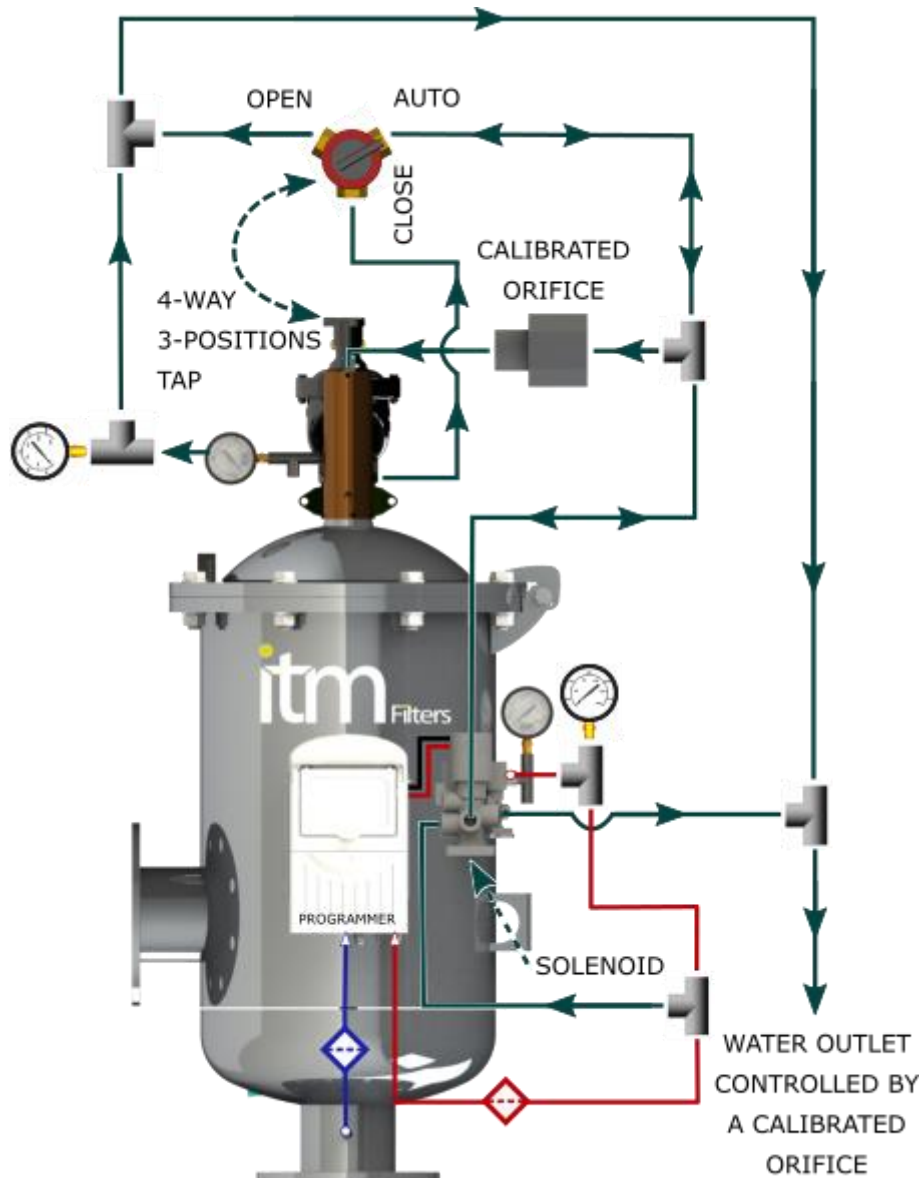 OPEN
AUTO
CLOSE
CALIBRATED
ORIFICE
4-WAY
3-POSITIONS
TAP
itm
Filters
PROGRAMMER
SOLENOID
WATER OUTLET
CONTROLLED BY
A CALIBRATED
ORIFICE